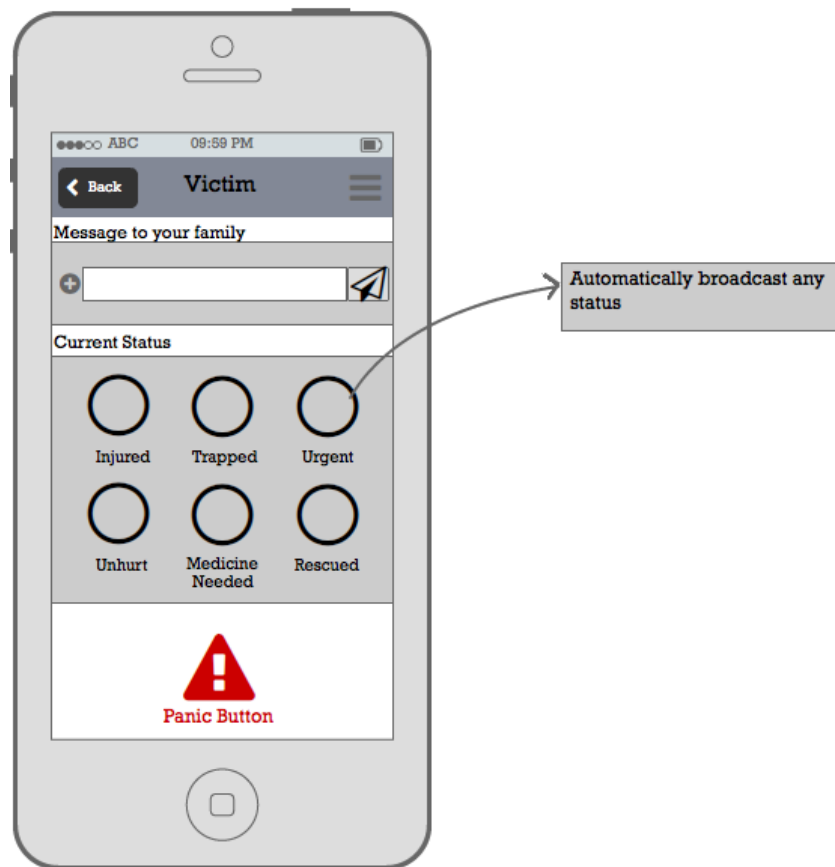 ABC 09:59 PM
Back Victim
Message to your family
Current Status
Injured Trapped Urgent
Unhurt Medicine Needed Rescued
Panic Button
Automatically broadcast any
status